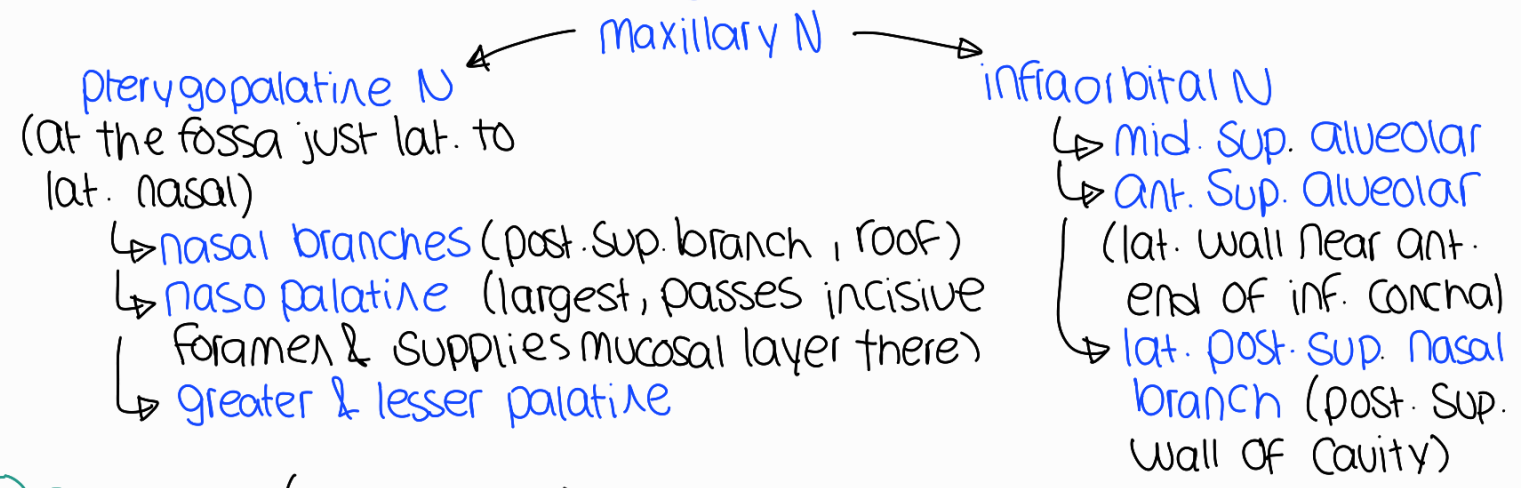 maxillary N
pterygopalatine N
(at the fossa just lat. to
lat. nasal)
nasal branches (post. sup. branch, roof)
naso palatine (largest, passes incisive
foramen & supplies mucosal layer there)
greater & lesser palatine
infraorbital N
mid. sup. alveolar
ant. sup. alveolar
(lat. wall near ant.
end of inf. concha)
lat. post. sup. nasal
branch (post. sup.
wall of cavity)